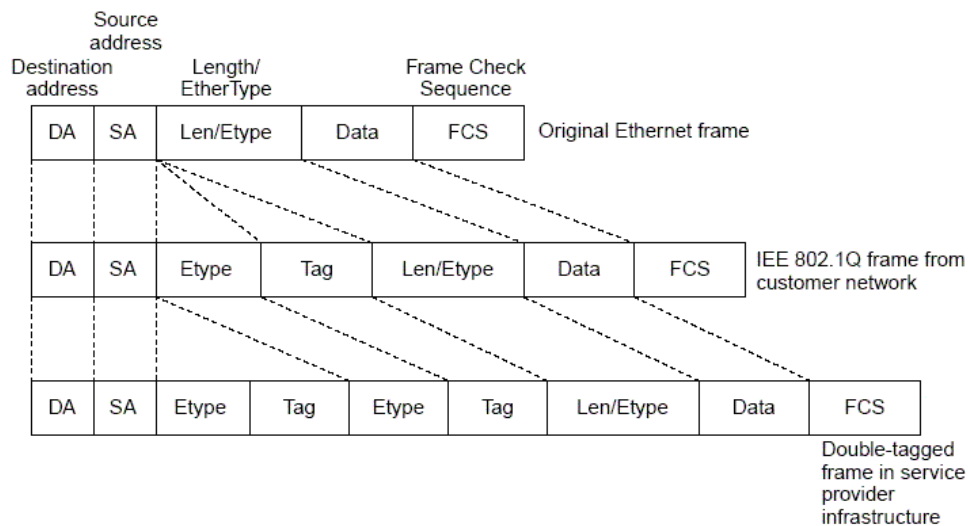 Source
address
Destination
address
Length/
EtherType
Frame Check
Sequence
DA SA Len/Etype Data FCS
Original Ethernet frame
DA SA Etype Tag Len/Etype Data FCS
IEE 802.1Q frame from
customer network
DA SA Etype Tag Etype Tag Len/Etype Data FCS
Double-tagged
frame in service
provider
infrastructure